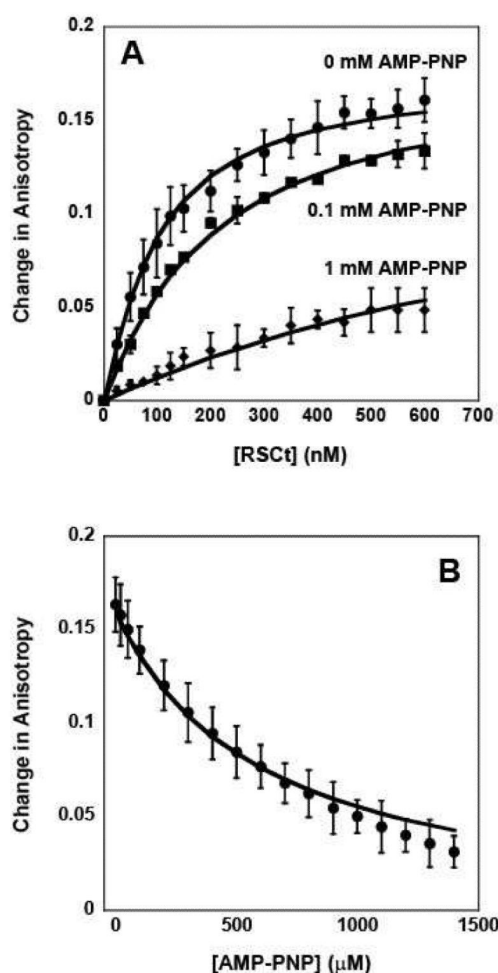 0.2
A
0 mM AMP-PNP
0.15
0.1 mM AMP-PNP
0.1
1 mM AMP-PNP
0.05
0
Change in Anisotropy
0 100 200 300 400 500 600 700
[RSCt] (nM)
0.2
B
0.15
0.1
0.05
0
Change in Anisotropy
0 500 1000 1500
[AMP-PNP] (μM)